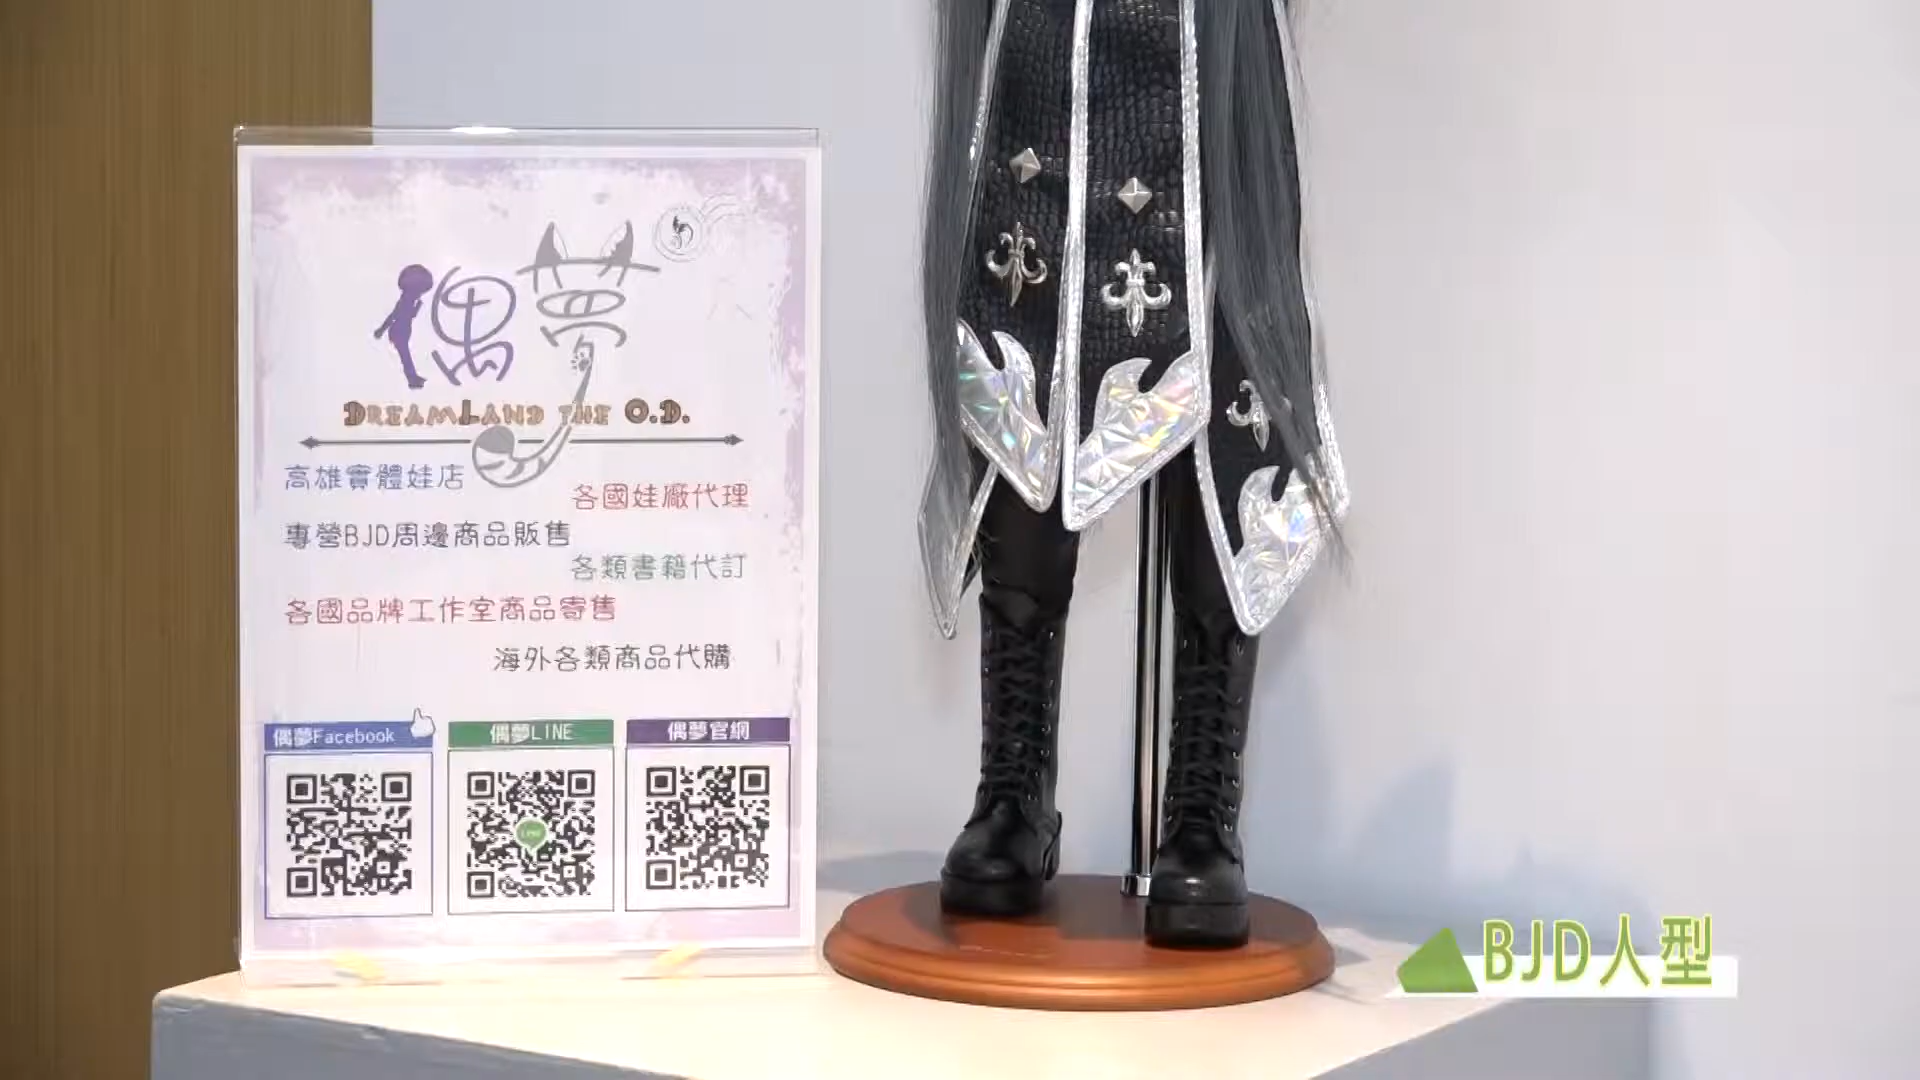 偶夢
DREAMLAND THE O.D.
高雄實體娃店
各國娃廠代理
專營BJD周邊商品販售
各類書籍代訂
各國品牌工作室商品寄售
海外各類商品代購
偶夢Facebook
偶夢LINE
偶夢官網
LINE
BJD人型